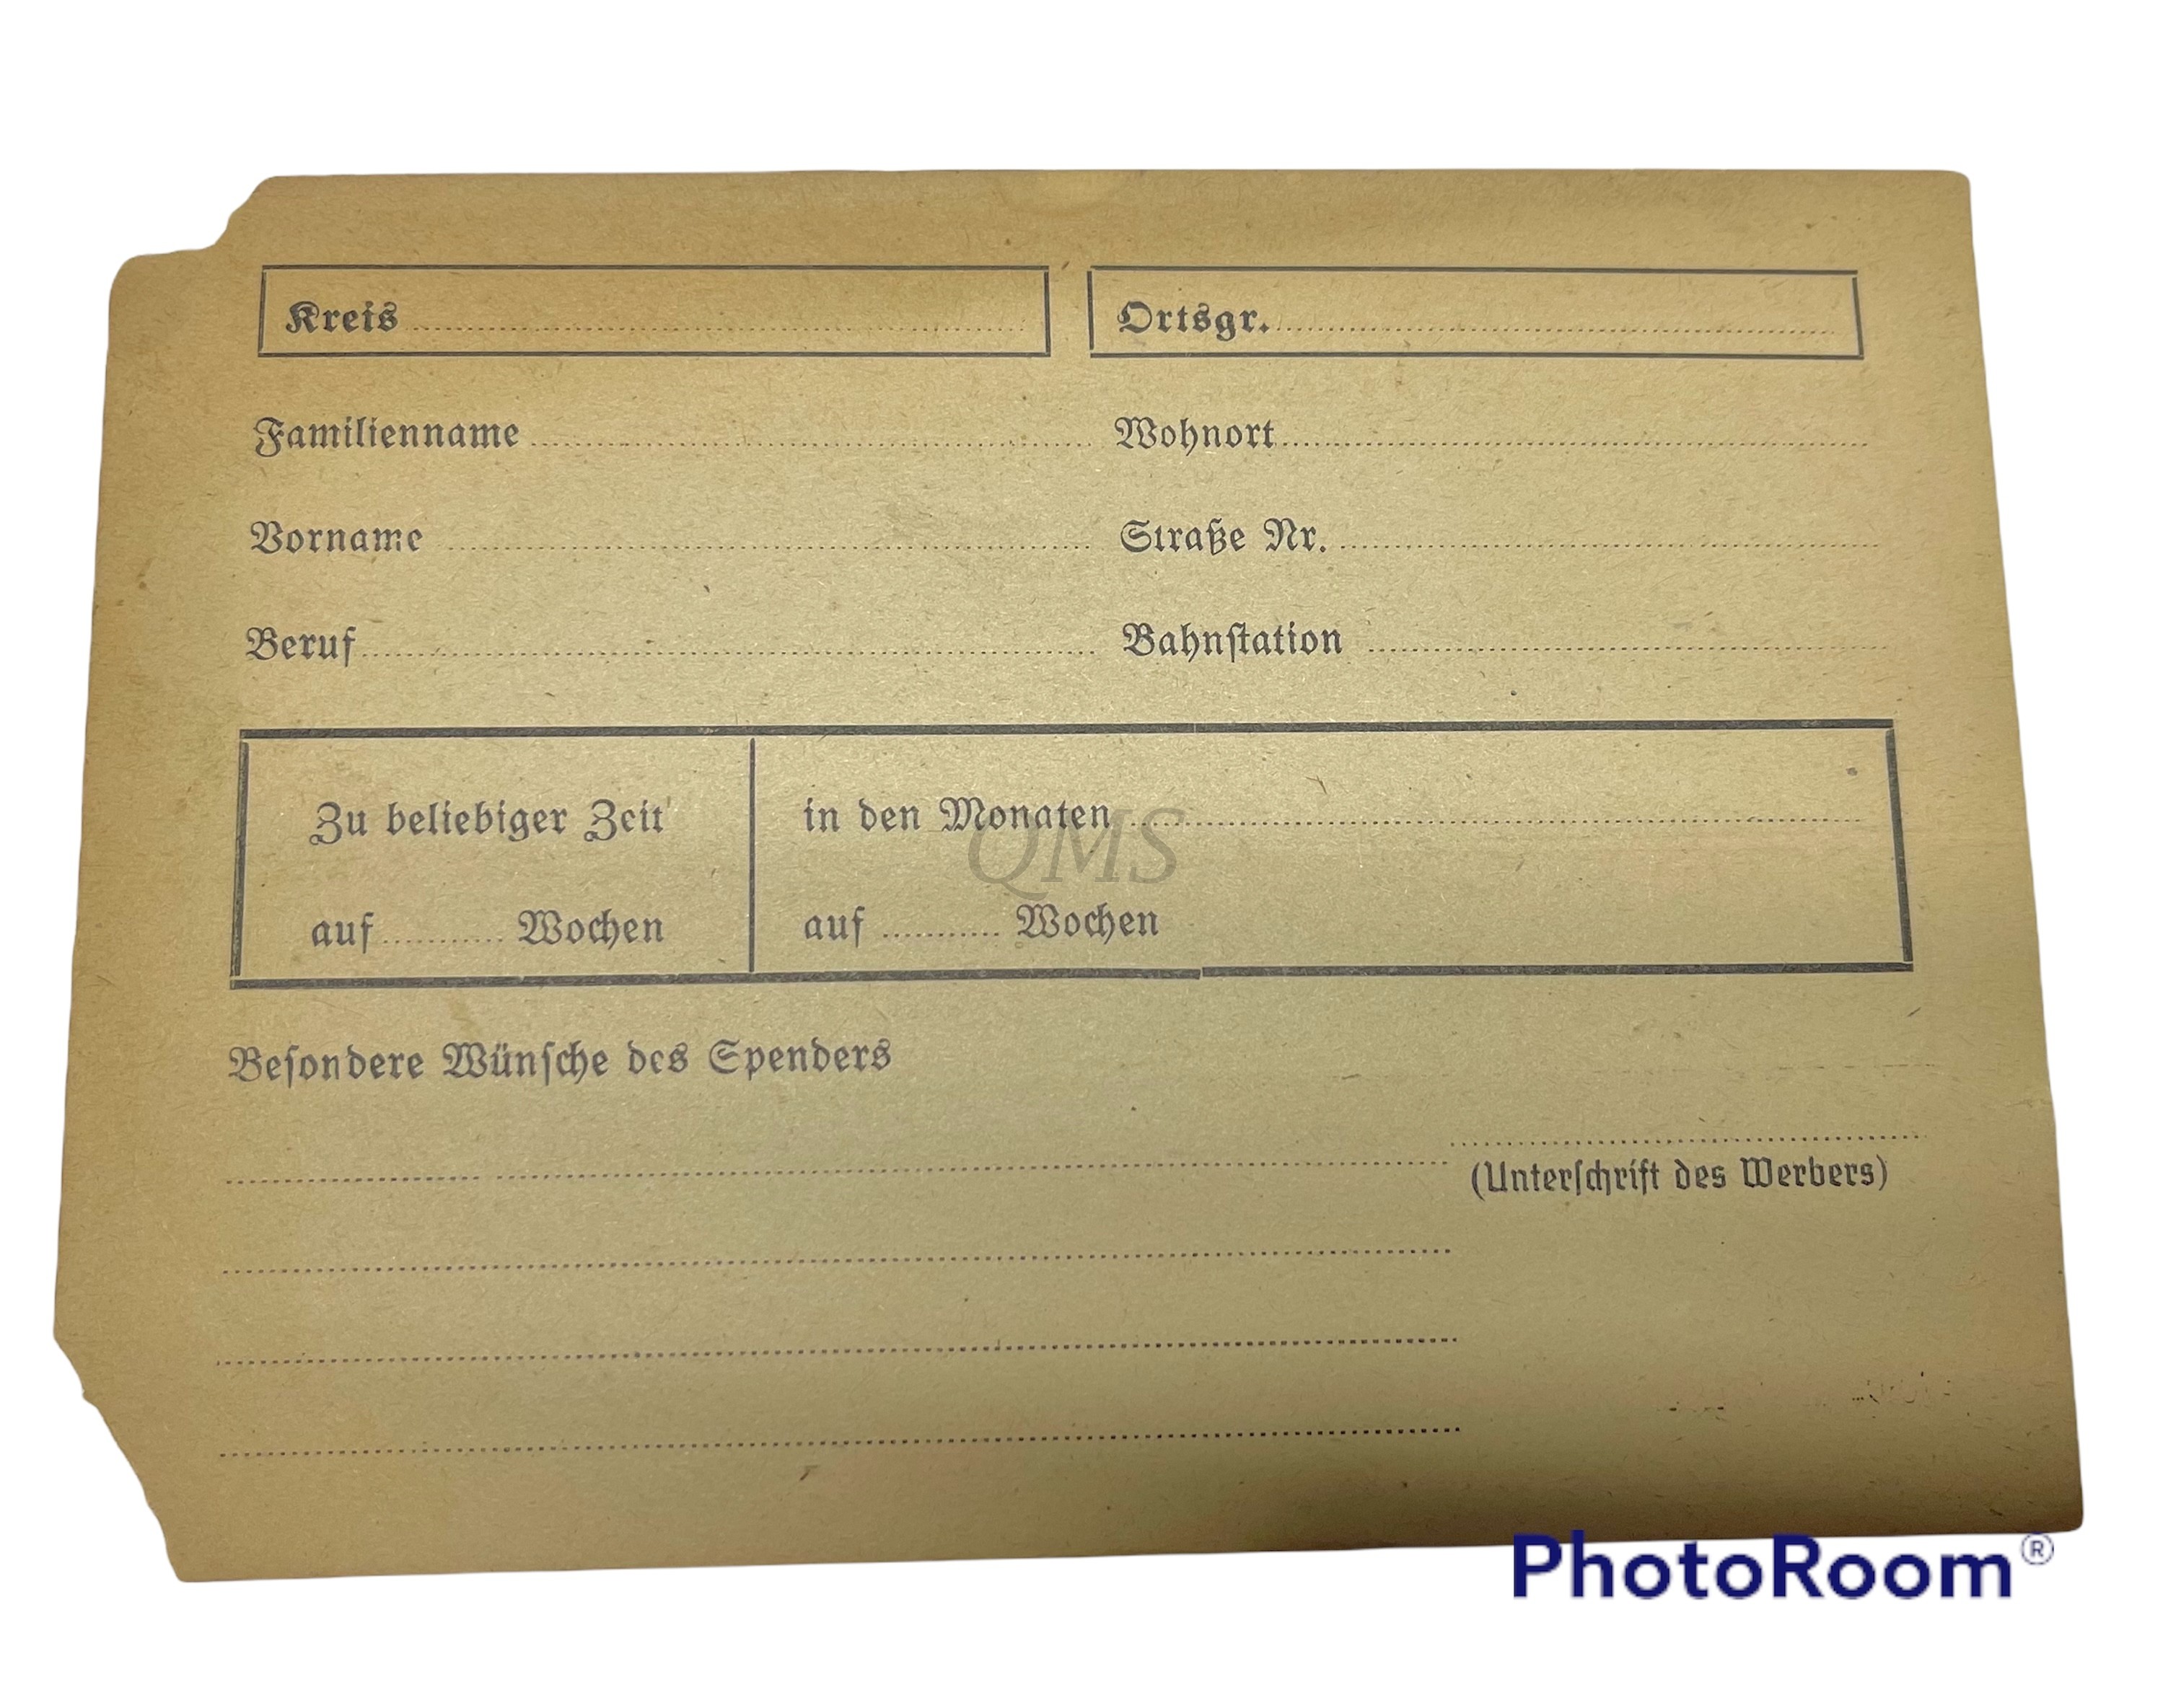 Kreis Ortsgr.
Familienname Wohnort
Vorname Straße Nr.
Beruf Bahnstation
Zu beliebiger Zeit in den Monaten
QMS
auf Wochen auf Wochen
Besondere Wünsche des Spenders
(Unterschrift des Werbers)
PhotoRoom®